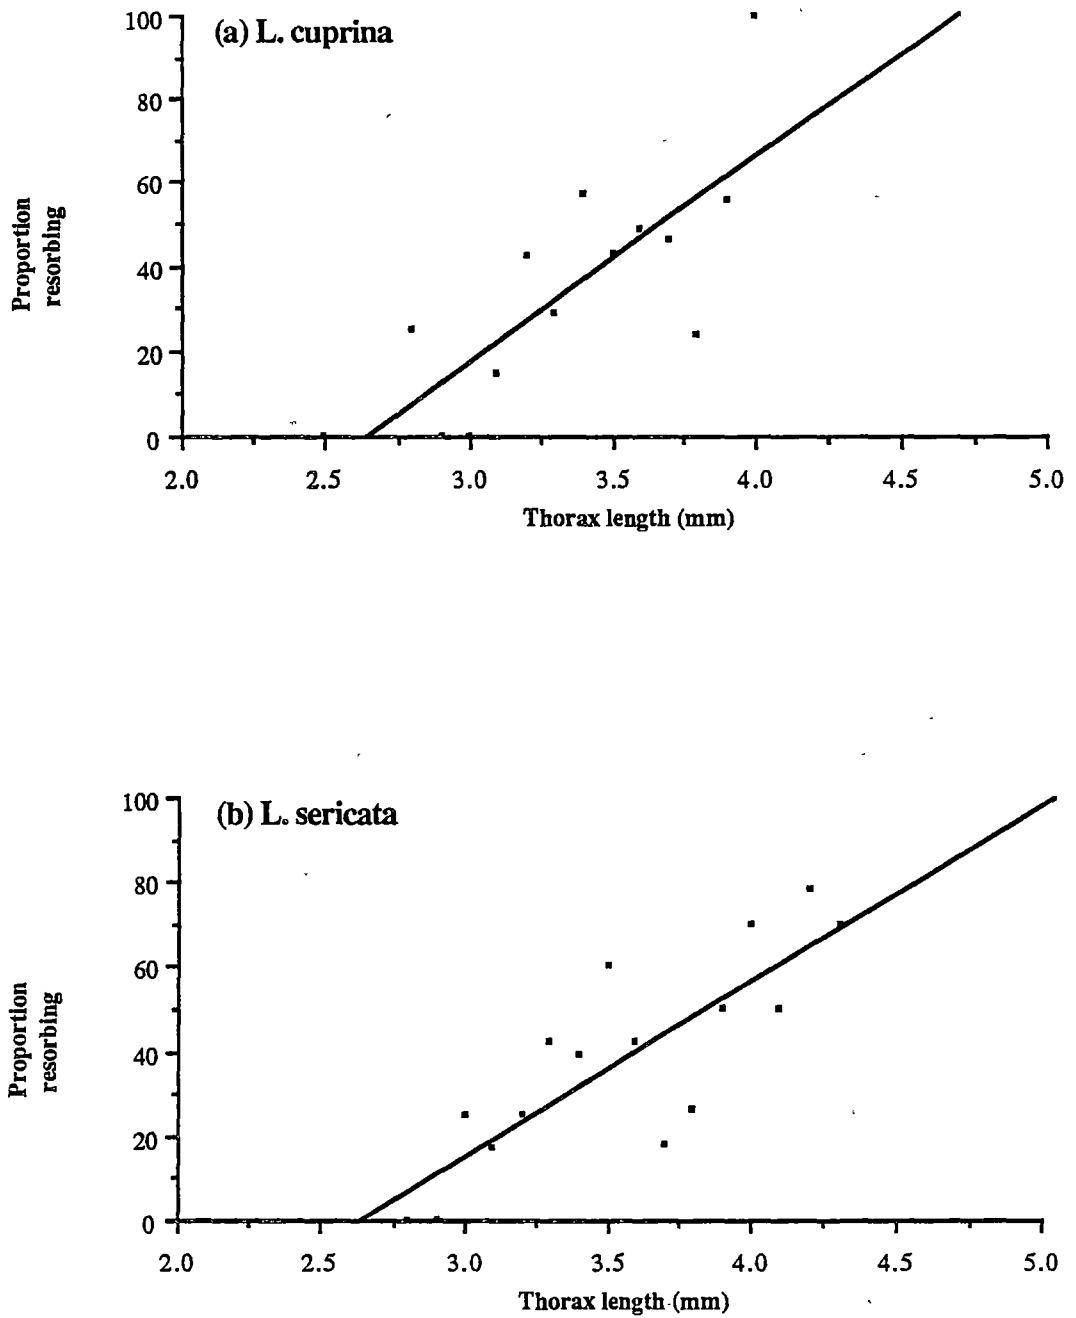 (a) L. cuprina
100
80
60
40
20
0
Proportion
resorbing
2.0 2.5 3.0 3.5 4.0 4.5 5.0
Thorax length (mm)
(b) L. sericata
100
80
60
40
20
0
Proportion
resorbing
2.0 2.5 3.0 3.5 4.0 4.5 5.0
Thorax length (mm)